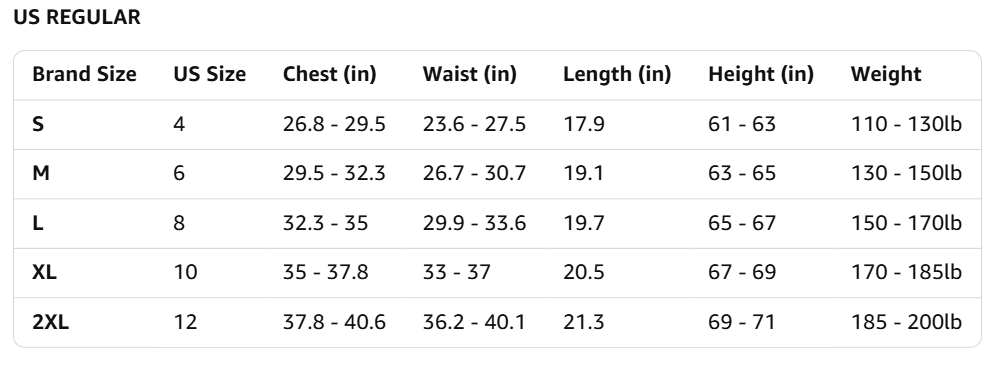 US REGULAR
Brand Size US Size Chest (in) Waist (in) Length (in) Height (in) Weight
S 4 26.8 - 29.5 23.6 - 27.5 17.9 61 - 63 110 - 130lb
M 6 29.5 - 32.3 26.7 - 30.7 19.1 63 - 65 130 - 150lb
L 8 32.3 - 35 29.9 - 33.6 19.7 65 - 67 150 - 170lb
XL 10 35 - 37.8 33 - 37 20.5 67 - 69 170 - 185lb
2XL 12 37.8 - 40.6 36.2 - 40.1 21.3 69 - 71 185 - 200lb